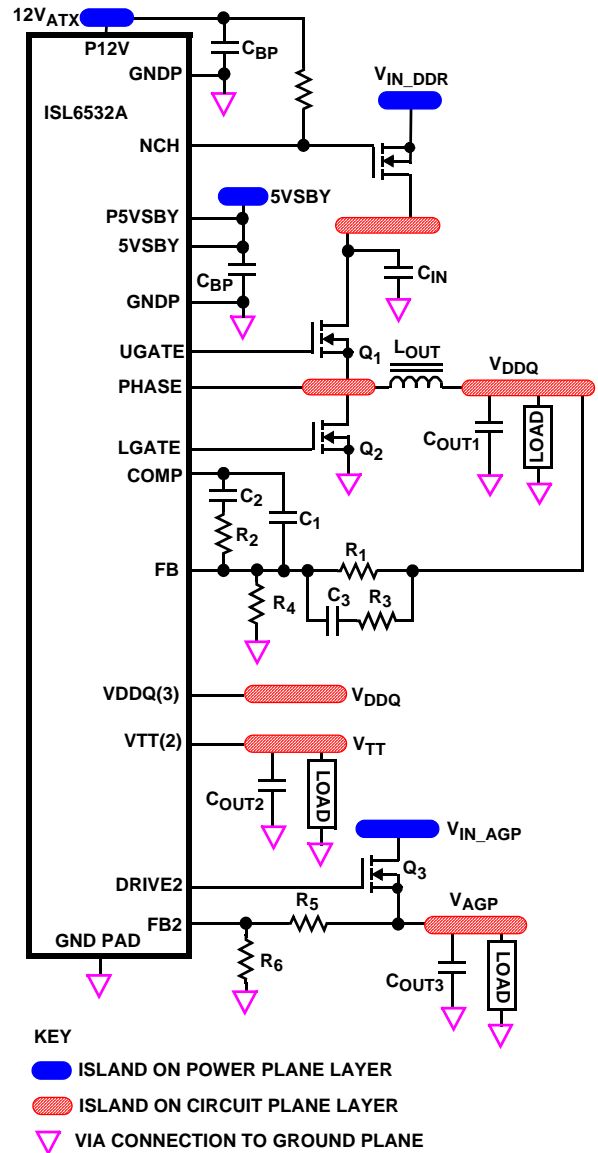 12VATX
P12V
CBP
GNDP
VIN_DDR
ISL6532A
NCH
5VSBY
P5VSBY
5VSBY
CBP
CIN
GNDP
UGATE
Q1
LOUT
PHASE
VDDQ
LGATE
Q2
COUT1
LOAD
COMP
C2
C1
R2
R1
FB
R4
C3
R3
VDDQ(3)
VDDQ
VTT(2)
VTT
COUT2
LOAD
VIN_AGP
Q3
DRIVE2
R5
VAGP
FB2
GND PAD
R6
COUT3
LOAD
KEY
ISLAND ON POWER PLANE LAYER
ISLAND ON CIRCUIT PLANE LAYER
VIA CONNECTION TO GROUND PLANE